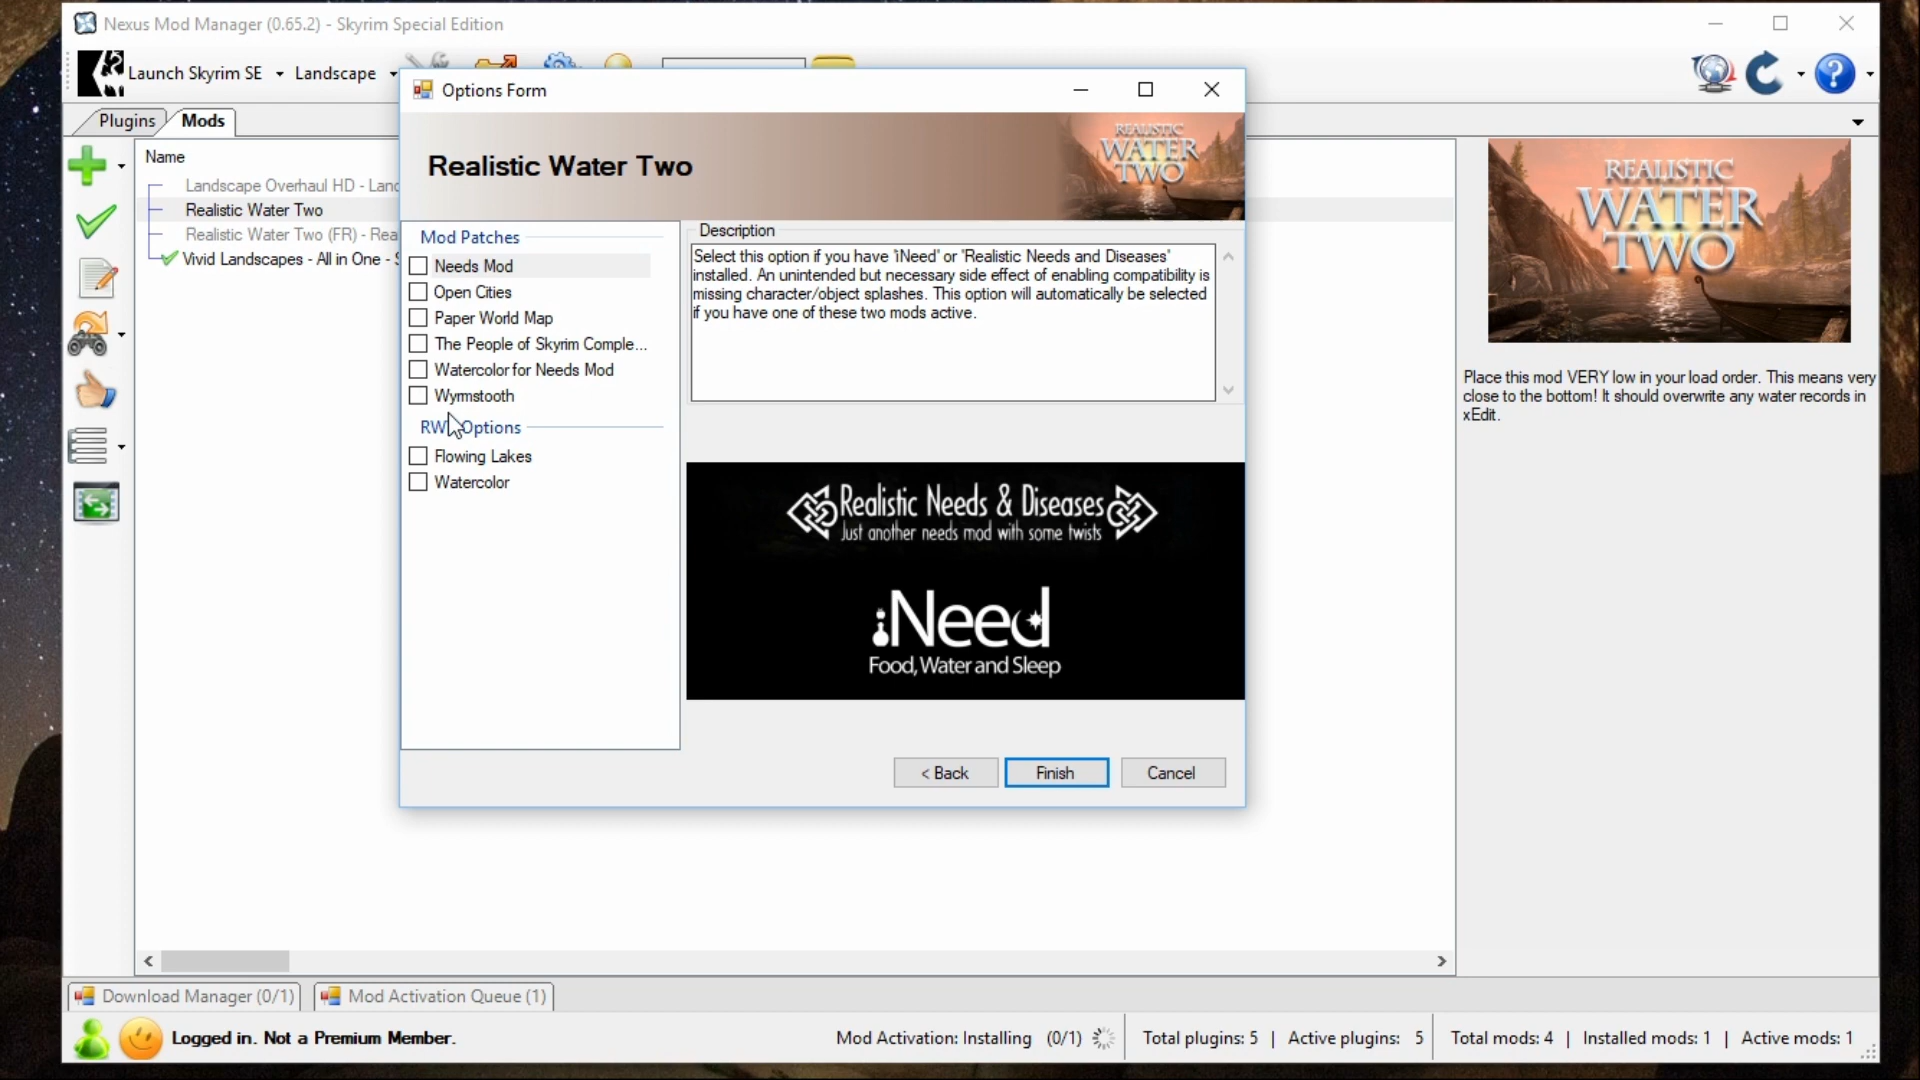 Nexus Mod Manager (0.65.2) - Skyrim Special Edition
Launch Skyrim SE
Landscape
Options Form
Plugins
Mods
Name
Landscape Overhaul HD - Land
Realistic Water Two
Realistic Water Two (FR) - Rea
Vivid Landscapes - All in One - S
Realistic Water Two
REALISTIC
WATER
TWO
Mod Patches
Needs Mod
Open Cities
Paper World Map
The People of Skyrim Comple...
Watercolor for Needs Mod
Wyrmstooth
RW Options
Flowing Lakes
Watercolor
Description
Select this option if you have 'iNeed' or 'Realistic Needs and Diseases'
installed. An unintended but necessary side effect of enabling compatibility is
missing character/object splashes. This option will automatically be selected
if you have one of these two mods active.
Realistic Needs & Diseases
Just another needs mod with some twists
iNeed
Food, Water and Sleep
< Back
Finish
Cancel
REALISTIC
WATER
TWO
Place this mod VERY low in your load order. This means very
close to the bottom! It should overwrite any water records in
xEdit.
Download Manager (0/1)
Mod Activation Queue (1)
Logged in. Not a Premium Member.
Mod Activation: Installing (0/1)
Total plugins: 5 | Active plugins: 5
Total mods: 4 | Installed mods: 1 | Active mods: 1